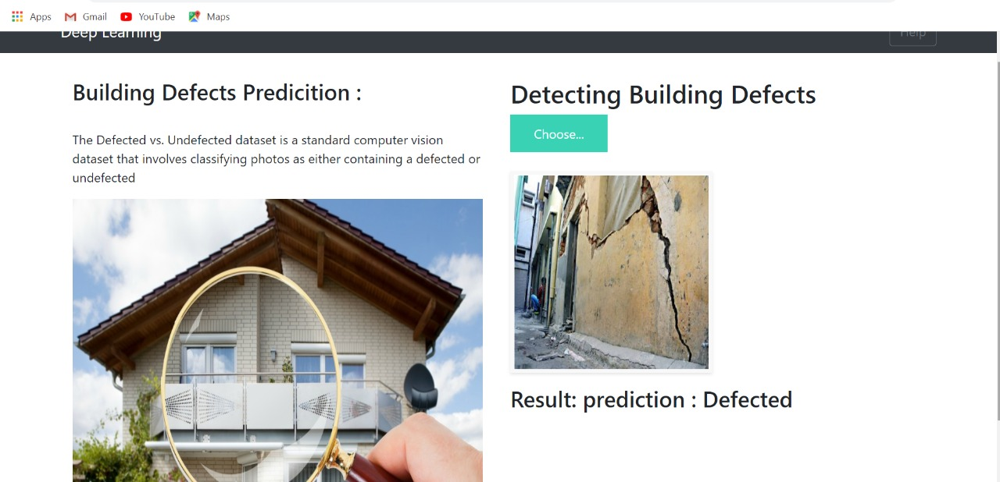 Apps Gmail YouTube Maps
Deep Learning Help
Building Defects Predicition :
The Defected vs. Undefected dataset is a standard computer vision
dataset that involves classifying photos as either containing a defected or
undefected
Detecting Building Defects
Choose...
Result: prediction : Defected